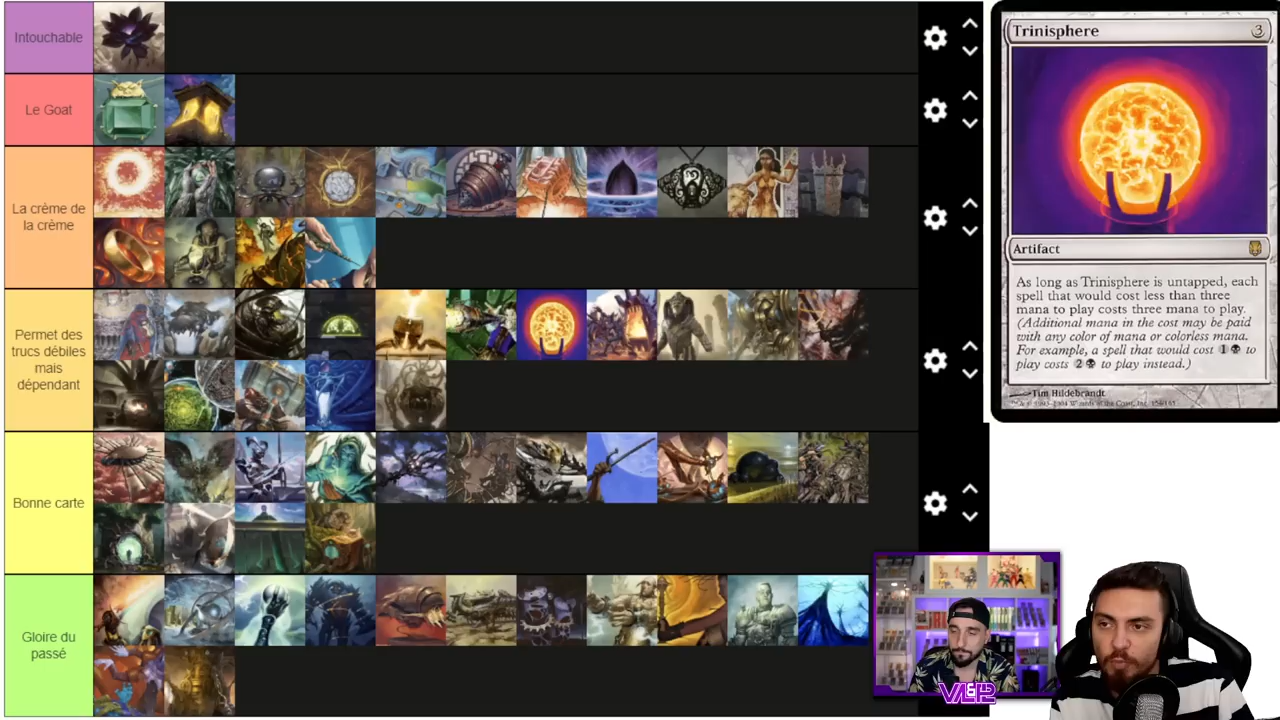 Intouchable
Le Goat
La crème de
la crème
Permet des
trucs débiles
mais
dépendant
Bonne carte
Gloire du
passé
Trinisphere
3
Artifact
As long as Trinisphere is untapped, each
spell that would cost less than three
mana to play costs three mana to play.
(Additional mana in the cost may be paid
with any color of mana or colorless mana.
For example, a spell that would cost 1 to
play costs 2 to play instead.)
Tim Hildebrandt